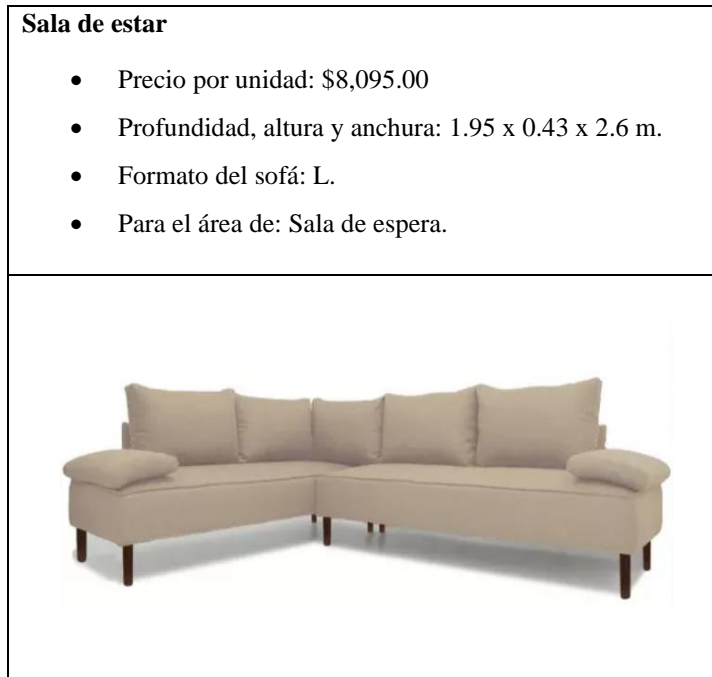 Sala de estar
• Precio por unidad: $8,095.00
• Profundidad, altura y anchura: 1.95 x 0.43 x 2.6 m.
• Formato del sofá: L.
• Para el área de: Sala de espera.